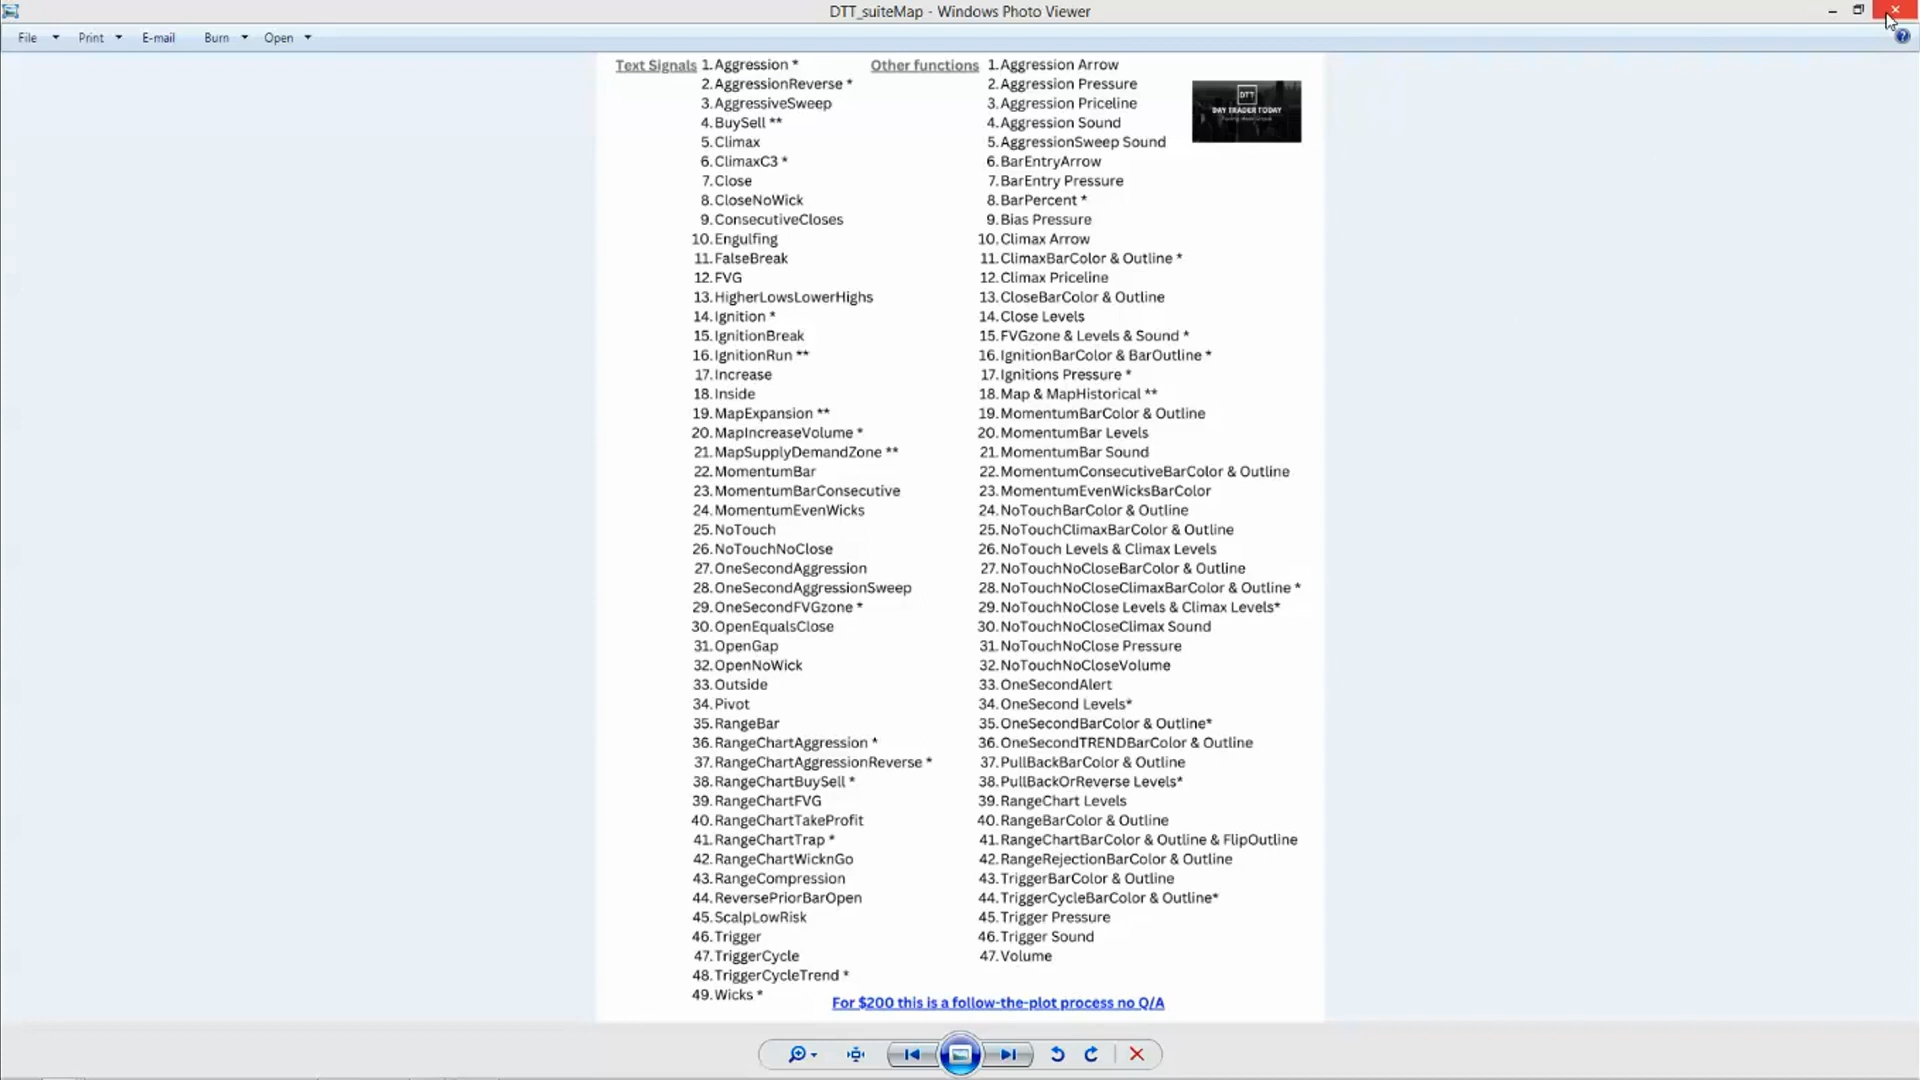 DTT_suiteMap - Windows Photo Viewer
File Print E-mail Burn Open
Text Signals
1. Aggression *
2. AggressionReverse *
3. AggressiveSweep
4. BuySell **
5. Climax
6. ClimaxC3 *
7. Close
8. CloseNoWick
9. ConsecutiveCloses
10. Engulfing
11. FalseBreak
12. FVG
13. HigherLowsLowerHighs
14. Ignition *
15. IgnitionBreak
16. IgnitionRun **
17. Increase
18. Inside
19. MapExpansion **
20. MapIncreaseVolume *
21. MapSupplyDemandZone **
22. MomentumBar
23. MomentumBarConsecutive
24. MomentumEvenWicks
25. NoTouch
26. NoTouchNoClose
27. OneSecondAggression
28. OneSecondAggressionSweep
29. OneSecondFVGzone *
30. OpenEqualsClose
31. OpenGap
32. OpenNoWick
33. Outside
34. Pivot
35. RangeBar
36. RangeChartAggression *
37. RangeChartAggressionReverse *
38. RangeChartBuySell *
39. RangeChartFVG
40. RangeChartTakeProfit
41. RangeChartTrap *
42. RangeChartWicknGo
43. RangeCompression
44. ReversePriorBarOpen
45. ScalpLowRisk
46. Trigger
47. TriggerCycle
48. TriggerCycleTrend *
49. Wicks *
Other functions
1. Aggression Arrow
2. Aggression Pressure
3. Aggression Priceline
4. Aggression Sound
5. AggressionSweep Sound
6. BarEntryArrow
7. BarEntry Pressure
8. BarPercent *
9. Bias Pressure
10. Climax Arrow
11. ClimaxBarColor & Outline *
12. Climax Priceline
13. CloseBarColor & Outline
14. Close Levels
15. FVGzone & Levels & Sound *
16. IgnitionBarColor & BarOutline *
17. Ignitions Pressure *
18. Map & MapHistorical **
19. MomentumBarColor & Outline
20. MomentumBar Levels
21. MomentumBar Sound
22. MomentumConsecutiveBarColor & Outline
23. MomentumEvenWicksBarColor
24. NoTouchBarColor & Outline
25. NoTouchClimaxBarColor & Outline
26. NoTouch Levels & Climax Levels
27. NoTouchNoCloseBarColor & Outline
28. NoTouchNoCloseClimaxBarColor & Outline *
29. NoTouchNoClose Levels & Climax Levels*
30. NoTouchNoCloseClimax Sound
31. NoTouchNoClose Pressure
32. NoTouchNoCloseVolume
33. OneSecondAlert
34. OneSecond Levels*
35. OneSecondBarColor & Outline*
36. OneSecondTRENDBarColor & Outline
37. PullBackBarColor & Outline
38. PullBackOrReverse Levels*
39. RangeChart Levels
40. RangeBarColor & Outline
41. RangeChartBarColor & Outline & FlipOutline
42. RangeRejectionBarColor & Outline
43. TriggerBarColor & Outline
44. TriggerCycleBarColor & Outline*
45. Trigger Pressure
46. Trigger Sound
47. Volume
DTT
DAY TRADER TODAY
For $200 this is a follow-the-plot process no Q/A